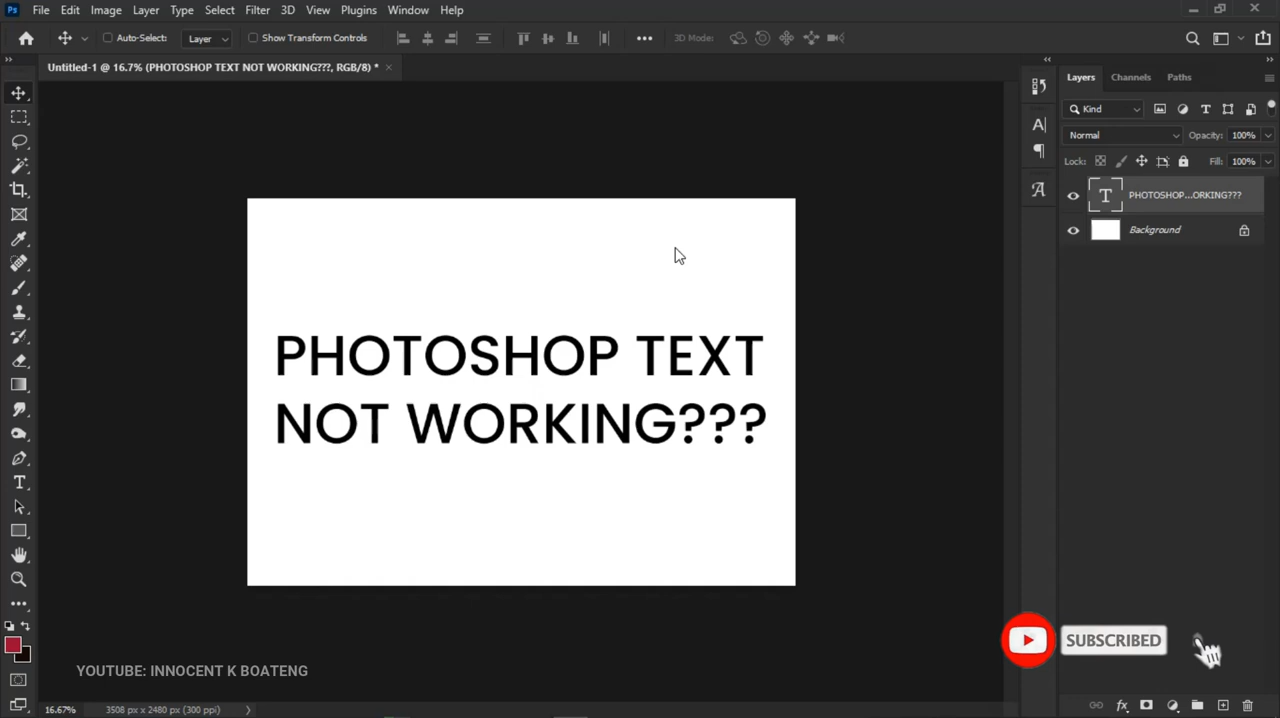 Ps File Edit Image Layer Type Select Filter 3D View Plugins Window Help
Auto-Select: Layer Show Transform Controls 3D Mode:
Untitled-1 @ 16.7% (PHOTOSHOP TEXT NOT WORKING???, RGB/8) *
Layers Channels Paths
Kind
Normal Opacity: 100%
Lock: Fill: 100%
PHOTOSHOP...ORKING???
Background
PHOTOSHOP TEXT
NOT WORKING???
SUBSCRIBED
YOUTUBE: INNOCENT K BOATENG
16.67% 3508 px x 2480 px (300 ppi)